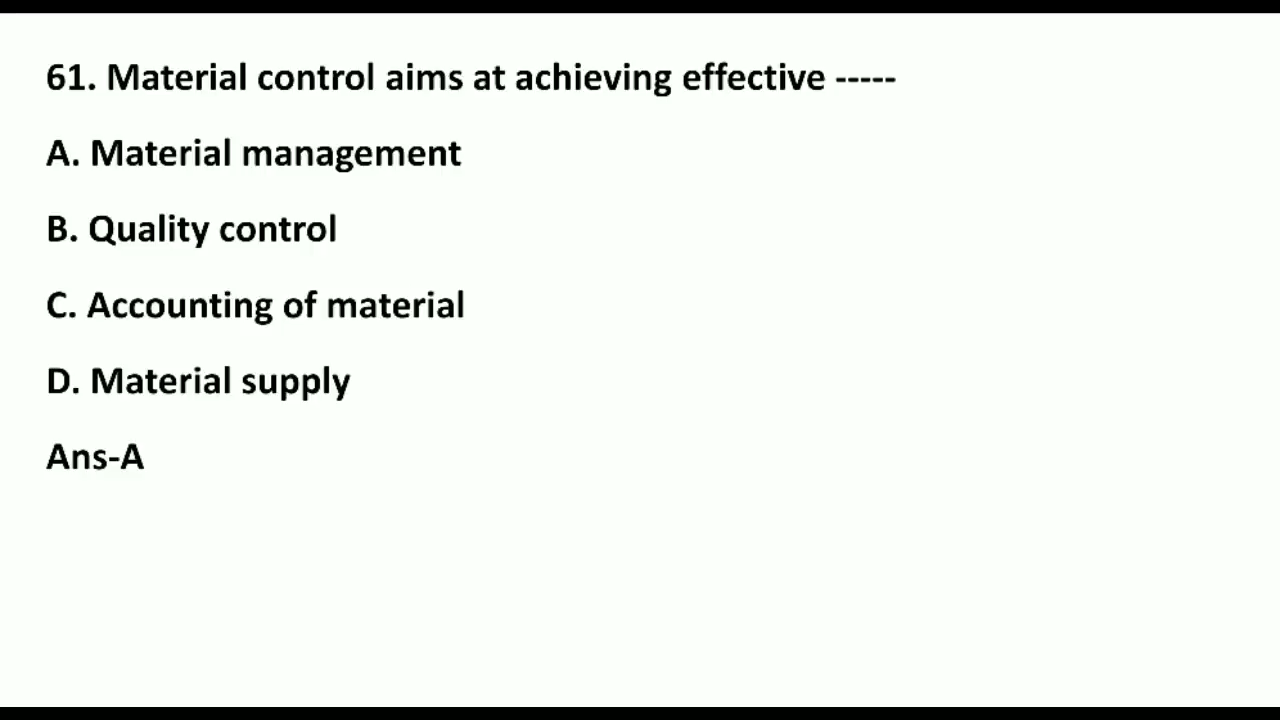 61. Material control aims at achieving effective -----
A. Material management
B. Quality control
C. Accounting of material
D. Material supply
Ans-A